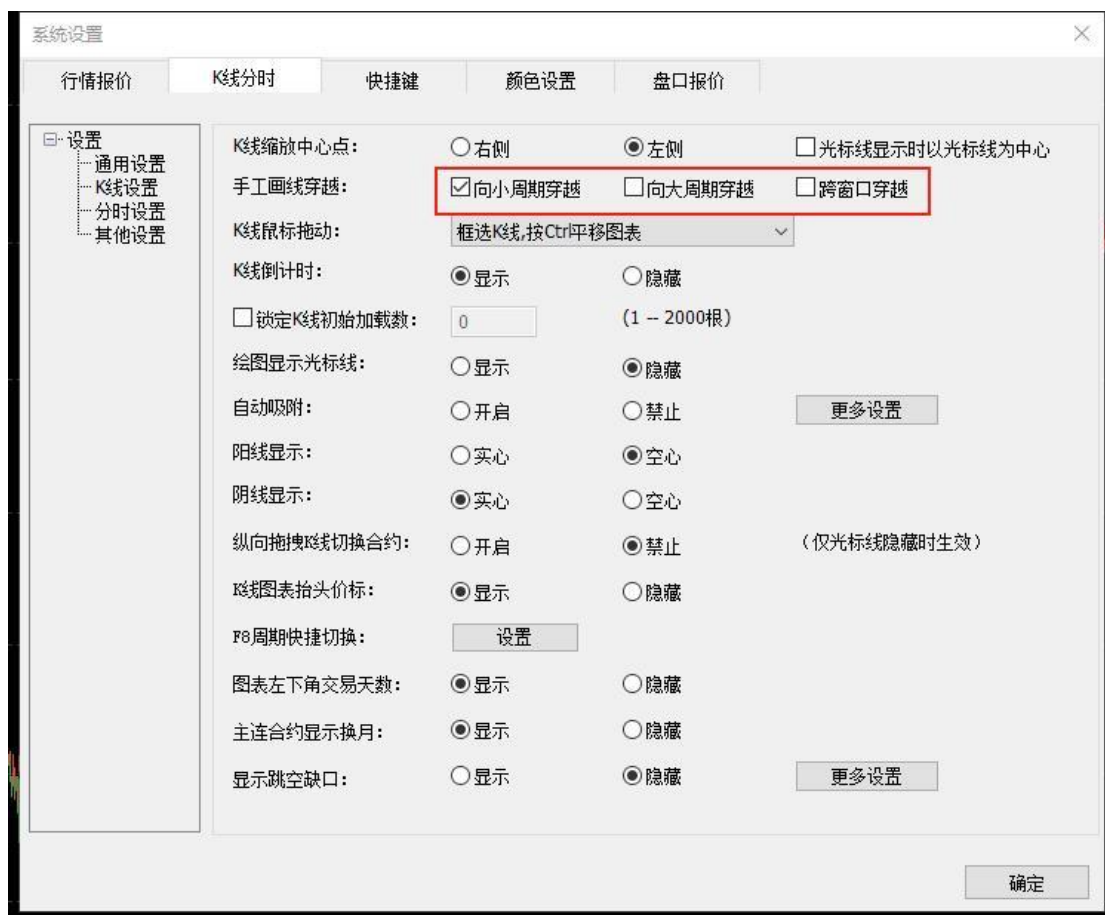 系统设置
行情报价 K线分时 快捷键 颜色设置 盘口报价
设置
通用设置
K线设置
分时设置
其他设置
K线缩放中心点: 右侧 左侧 光标线显示时以光标线为中心
手工画线穿越: 向小周期穿越 向大周期穿越 跨窗口穿越
K线鼠标拖动: 框选K线,按Ctrl平移图表
K线倒计时: 显示 隐藏
锁定K线初始加载数: 0 (1 -- 2000根)
绘图显示光标线: 显示 隐藏
自动吸附: 开启 禁止 更多设置
阳线显示: 实心 空心
阴线显示: 实心 空心
纵向拖拽K线切换合约: 开启 禁止 (仅光标线隐藏时生效)
K线图表抬头价标: 显示 隐藏
F8周期快捷切换: 设置
图表左下角交易天数: 显示 隐藏
主连合约显示换月: 显示 隐藏
显示跳空缺口: 显示 隐藏 更多设置
确定